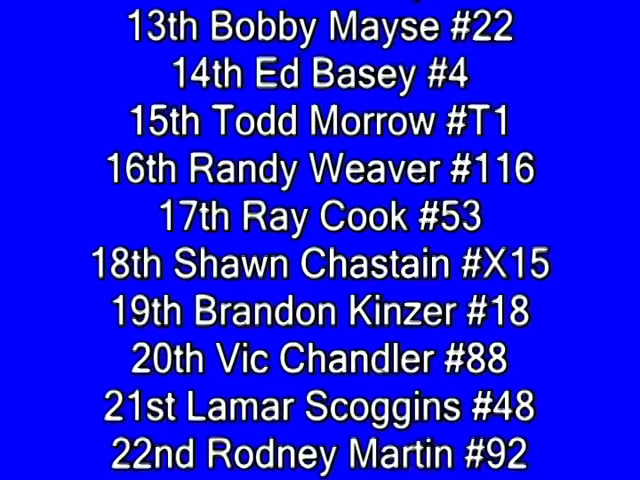 13th Bobby Mayse #22
14th Ed Basey #4
15th Todd Morrow #T1
16th Randy Weaver #116
17th Ray Cook #53
18th Shawn Chastain #X15
19th Brandon Kinzer #18
20th Vic Chandler #88
21st Lamar Scoggins #48
22nd Rodney Martin #92